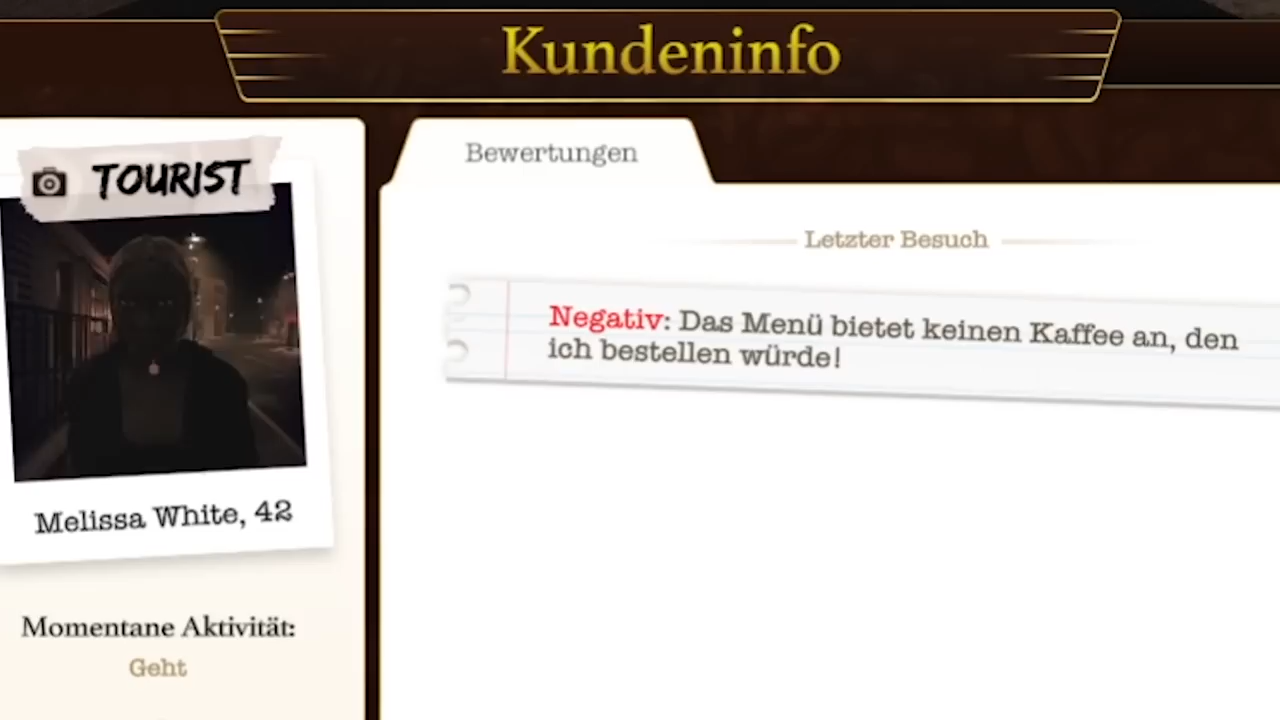 Kundeninfo
TOURIST
Melissa White, 42
Momentane Aktivität:
Geht
Bewertungen
Letzter Besuch
Negativ: Das Menü bietet keinen Kaffee an, den
ich bestellen würde!